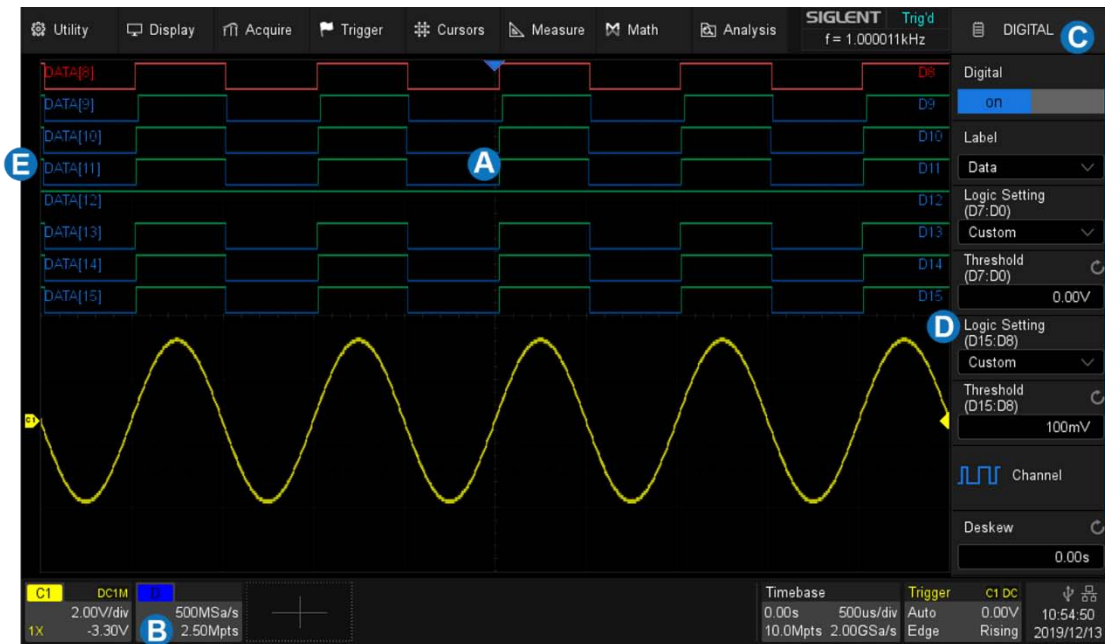 Utility
Display
Acquire
Trigger
Cursors
Measure
Math
Analysis
SIGLENT Trig'd
f = 1.000011kHz
DIGITAL
C
DATA[8] D8
DATA[9] D9
DATA[10] D10
DATA[11] D11
DATA[12] D12
DATA[13] D13
DATA[14] D14
DATA[15] D15
E
A
C1
Digital
on
Label
Data
Logic Setting
(D7:D0)
Custom
Threshold
(D7:D0)
0.00V
D
Logic Setting
(D15:D8)
Custom
Threshold
(D15:D8)
100mV
Channel
Deskew
0.00s
C1 DC1M
2.00V/div
1X -3.30V
D
500MSa/s
2.50Mpts
B
Timebase
0.00s 500us/div
10.0Mpts 2.00GSa/s
Trigger C1 DC
Auto 0.00V
Edge Rising
10:54:50
2019/12/13